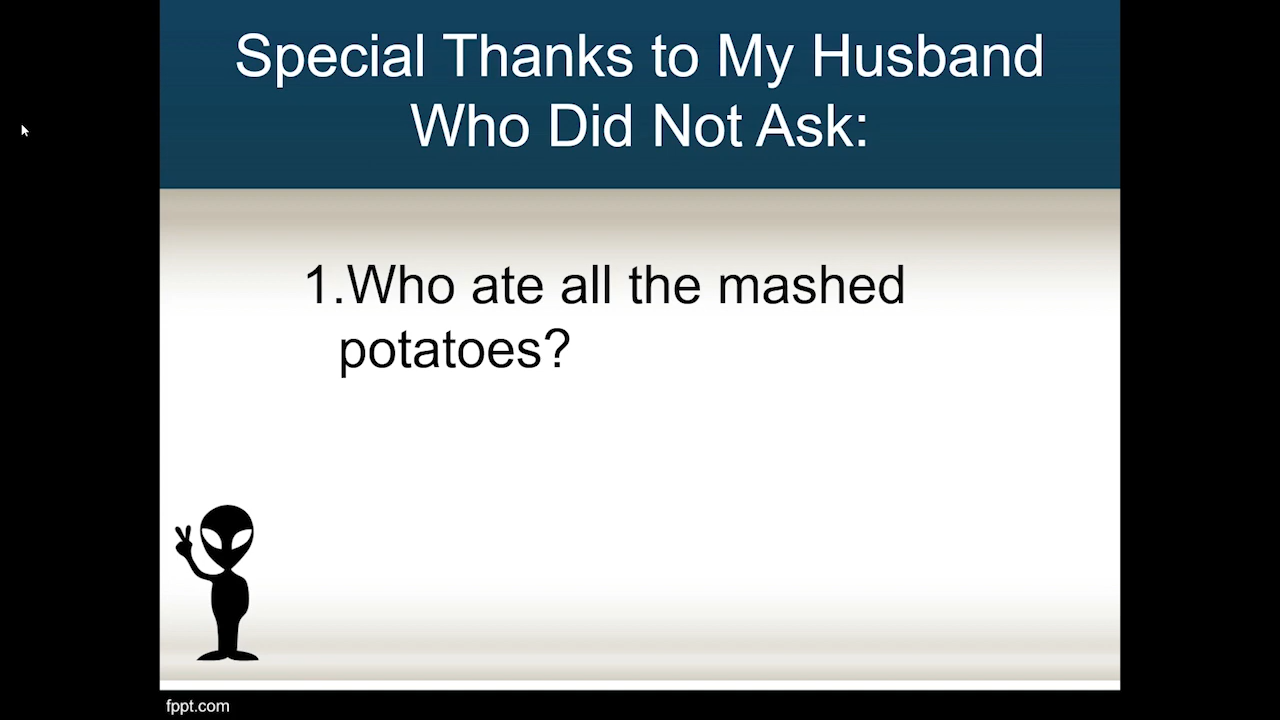 Special Thanks to My Husband
Who Did Not Ask:
1.Who ate all the mashed
potatoes?
fppt.com